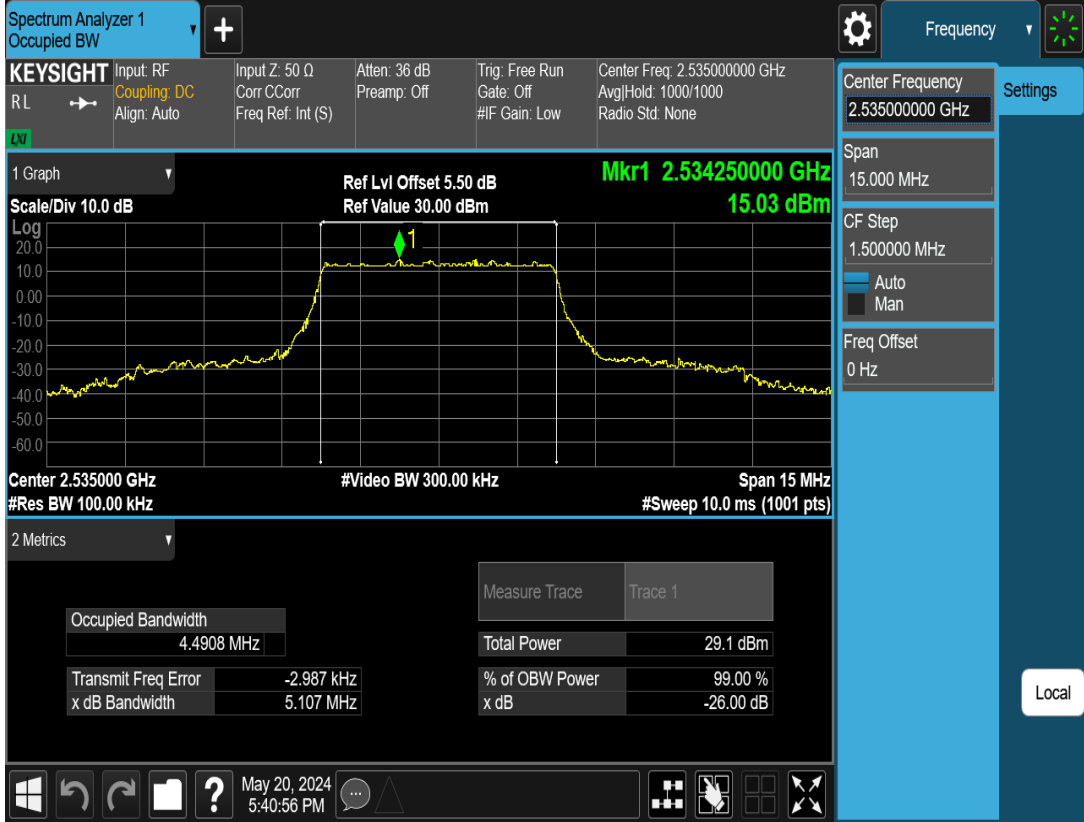 Spectrum Analyzer 1
Occupied BW
+
Frequency
KEYSIGHT
RL
LXI
Input: RF
Coupling: DC
Align: Auto
Input Z: 50 Ω
Corr CCorr
Freq Ref: Int (S)
Atten: 36 dB
Preamp: Off
Trig: Free Run
Gate: Off
#IF Gain: Low
Center Freq: 2.535000000 GHz
Avg|Hold: 1000/1000
Radio Std: None
Center Frequency
2.535000000 GHz
Settings
Span
15.000 MHz
CF Step
1.500000 MHz
Auto
Man
Freq Offset
0 Hz
Local
1 Graph
Scale/Div 10.0 dB
Ref Lvl Offset 5.50 dB
Ref Value 30.00 dBm
Mkr1 2.534250000 GHz
15.03 dBm
Log
1
20.0
10.0
0.00
-10.0
-20.0
-30.0
-40.0
-50.0
-60.0
Center 2.535000 GHz
#Video BW 300.00 kHz
Span 15 MHz
#Res BW 100.00 kHz
#Sweep 10.0 ms (1001 pts)
2 Metrics
Measure Trace Trace 1
Occupied Bandwidth
4.4908 MHz
Total Power 29.1 dBm
Transmit Freq Error -2.987 kHz
% of OBW Power 99.00 %
x dB Bandwidth 5.107 MHz
x dB -26.00 dB
?
May 20, 2024
5:40:56 PM